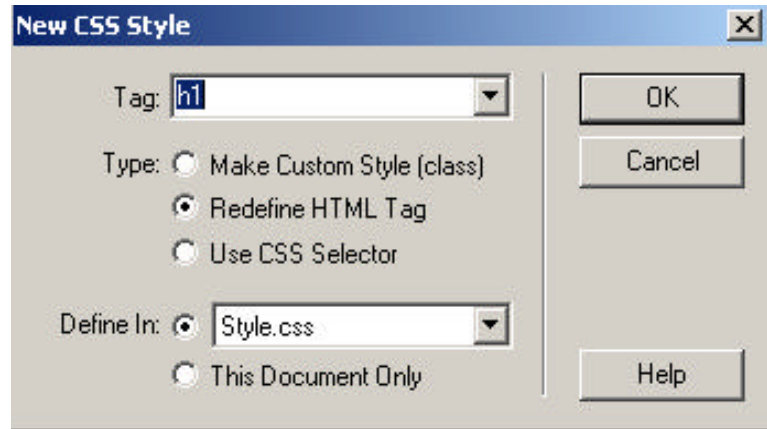 New CSS Style
Tag: h1
OK
Type: Make Custom Style (class)
Cancel
Redefine HTML Tag
Use CSS Selector
Define In: Style.css
This Document Only
Help